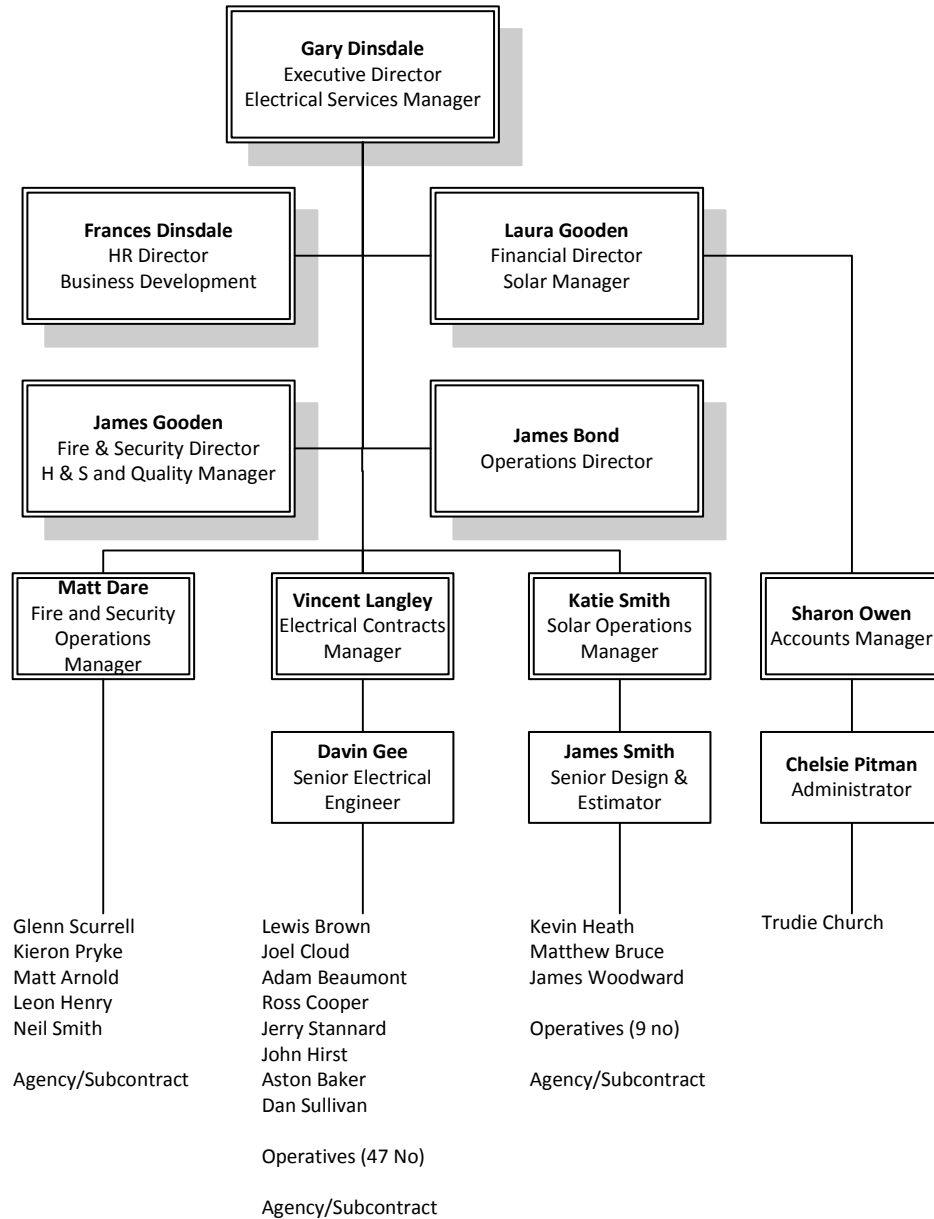 Gary Dinsdale
Executive Director
Electrical Services Manager
Frances Dinsdale
HR Director
Business Development
Laura Gooden
Financial Director
Solar Manager
James Gooden
Fire & Security Director
H & S and Quality Manager
James Bond
Operations Director
Matt Dare
Fire and Security
Operations
Manager
Vincent Langley
Electrical Contracts
Manager
Katie Smith
Solar Operations
Manager
Sharon Owen
Accounts Manager
Davin Gee
Senior Electrical
Engineer
James Smith
Senior Design &
Estimator
Chelsie Pitman
Administrator
Glenn Scurrell
Kieron Pryke
Matt Arnold
Leon Henry
Neil Smith
Agency/Subcontract
Lewis Brown
Joel Cloud
Adam Beaumont
Ross Cooper
Jerry Stannard
John Hirst
Aston Baker
Dan Sullivan
Operatives (47 No)
Agency/Subcontract
Kevin Heath
Matthew Bruce
James Woodward
Operatives (9 no)
Agency/Subcontract
Trudie Church